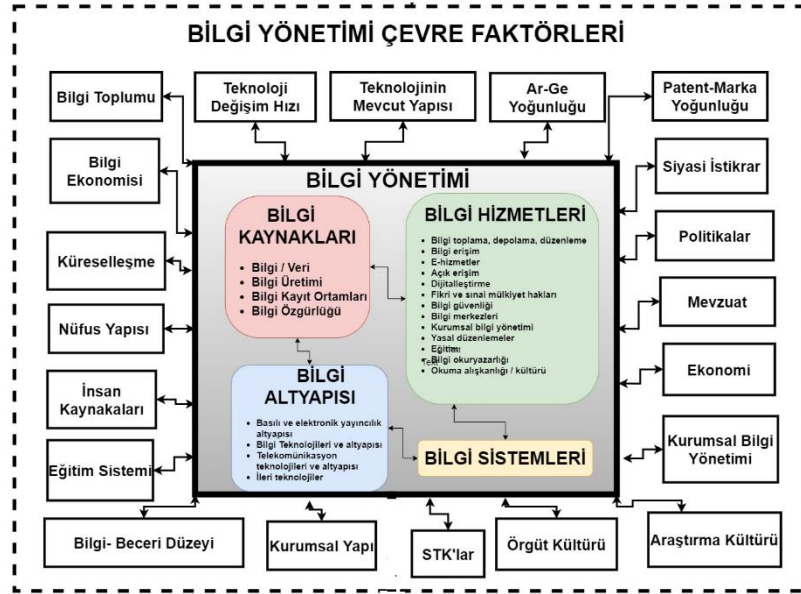 BİLGİ YÖNETİMİ ÇEVRE FAKTÖRLERİ
Bilgi Toplumu
Teknoloji
Değişim Hızı
Teknolojinin
Mevcut Yapısı
Ar-Ge
Yoğunluğu
Patent-Marka
Yoğunluğu
Bilgi
Ekonomisi
Küreselleşme
Nüfus Yapısı
İnsan
Kaynakaları
Eğitim Sistemi
BİLGİ YÖNETİMİ
BİLGİ
KAYNAKLARI
• Bilgi / Veri
• Bilgi Üretimi
• Bilgi Kayıt Ortamları
• Bilgi Özgürlüğü
BİLGİ HİZMETLERİ
• Bilgi toplama, depolama, düzenleme
• Bilgi erişim
• E-hizmetler
• Açık erişim
• Dijitalleştirme
• Fikri ve sınai mülkiyet hakları
• Bilgi güvenliği
• Bilgi merkezleri
• Kurumsal bilgi yönetimi
• Yasal düzenlemeler
• Eğitimi
• Bilgi okuryazarlığı
• Okuma alışkanlığı / kültürü
BİLGİ
ALTYAPISI
• Basılı ve elektronik yayıncılık
altyapısı
• Bilgi Teknolojileri ve altyapısı
• Telekomünikasyon
teknolojileri ve altyapısı
• İleri teknolojiler
BİLGİ SİSTEMLERİ
Siyasi İstikrar
Politikalar
Mevzuat
Ekonomi
Kurumsal Bilgi
Yönetimi
Bilgi- Beceri Düzeyi
Kurumsal Yapı
STK'lar
Örgüt Kültürü
Araştırma Kültürü